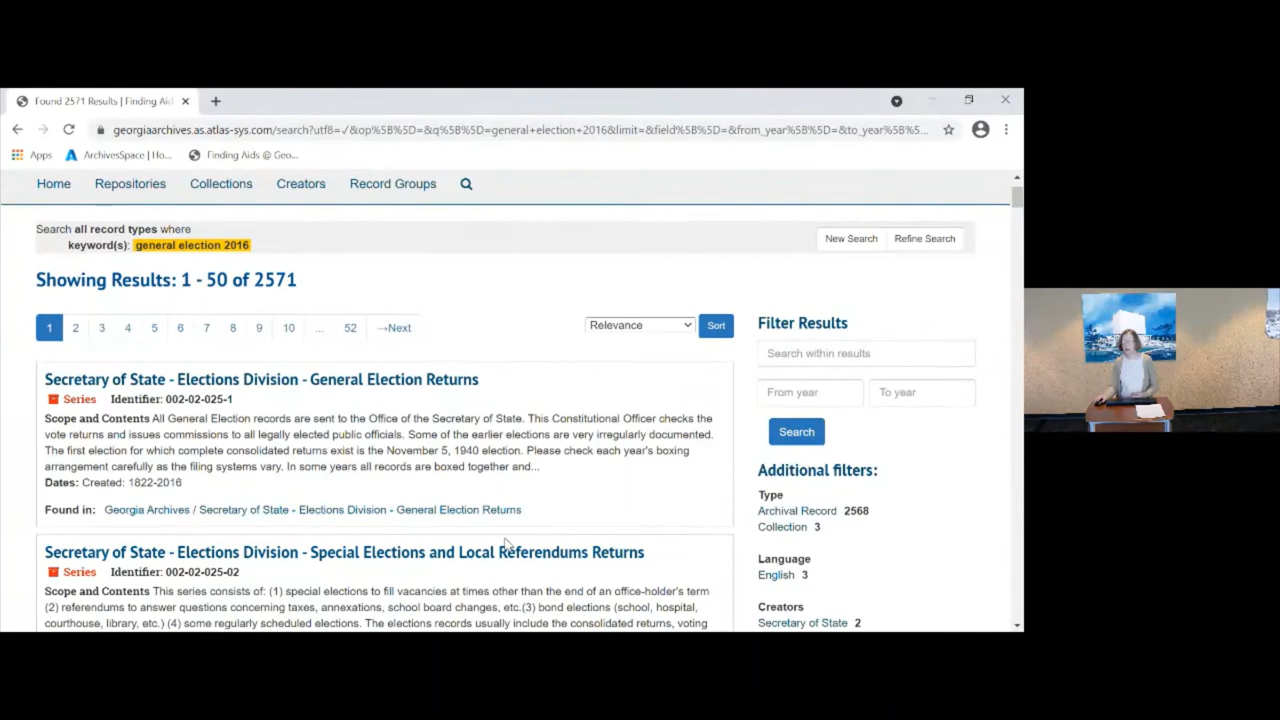 Found 2571 Results | Finding Aid
georgiaarchives.as.atlas-sys.com/search?utf8=✓&op%5B%5D=&q%5B%5D=general+election+2016&limit=&field%5B%5D=&from_year%5B%5D=&to_year%5B%5...
Apps ArchivesSpace | Ho... Finding Aids @ Geo...
Home Repositories Collections Creators Record Groups
Search all record types where
keyword(s): general election 2016
New Search Refine Search
Showing Results: 1 - 50 of 2571
1 2 3 4 5 6 7 8 9 10 ... 52 →Next
Relevance Sort
Secretary of State - Elections Division - General Election Returns
Series Identifier: 002-02-025-1
Scope and Contents All General Election records are sent to the Office of the Secretary of State. This Constitutional Officer checks the
vote returns and issues commissions to all legally elected public officials. Some of the earlier elections are very irregularly documented.
The first election for which complete consolidated returns exist is the November 5, 1940 election. Please check each year's boxing
arrangement carefully as the filing systems vary. In some years all records are boxed together and...
Dates: Created: 1822-2016
Found in: Georgia Archives / Secretary of State - Elections Division - General Election Returns
Secretary of State - Elections Division - Special Elections and Local Referendums Returns
Series Identifier: 002-02-025-02
Scope and Contents This series consists of: (1) special elections to fill vacancies at times other than the end of an office-holder's term
(2) referendums to answer questions concerning taxes, annexations, school board changes, etc.(3) bond elections (school, hospital,
courthouse, library, etc.) (4) some regularly scheduled elections. The elections records usually include the consolidated returns, voting
Filter Results
Search within results
From year To year
Search
Additional filters:
Type
Archival Record 2568
Collection 3
Language
English 3
Creators
Secretary of State 2